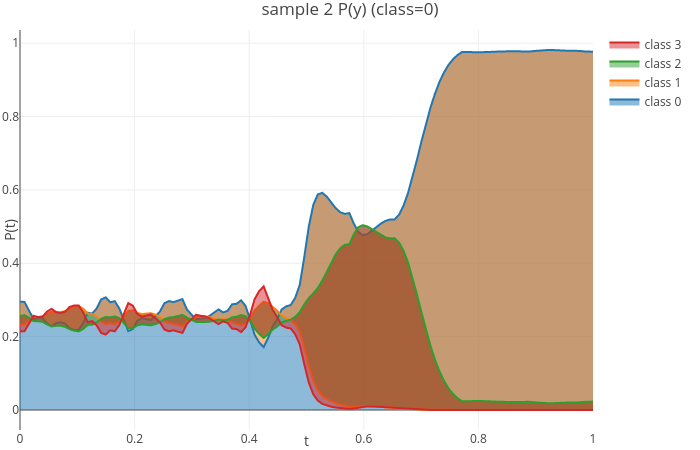 sample 2 P(y) (class=0)
1
0.8
0.6
0.4
0.2
0
P(t)
0
0.2
0.4
0.6
0.8
1
t
class 3
class 2
class 1
class 0